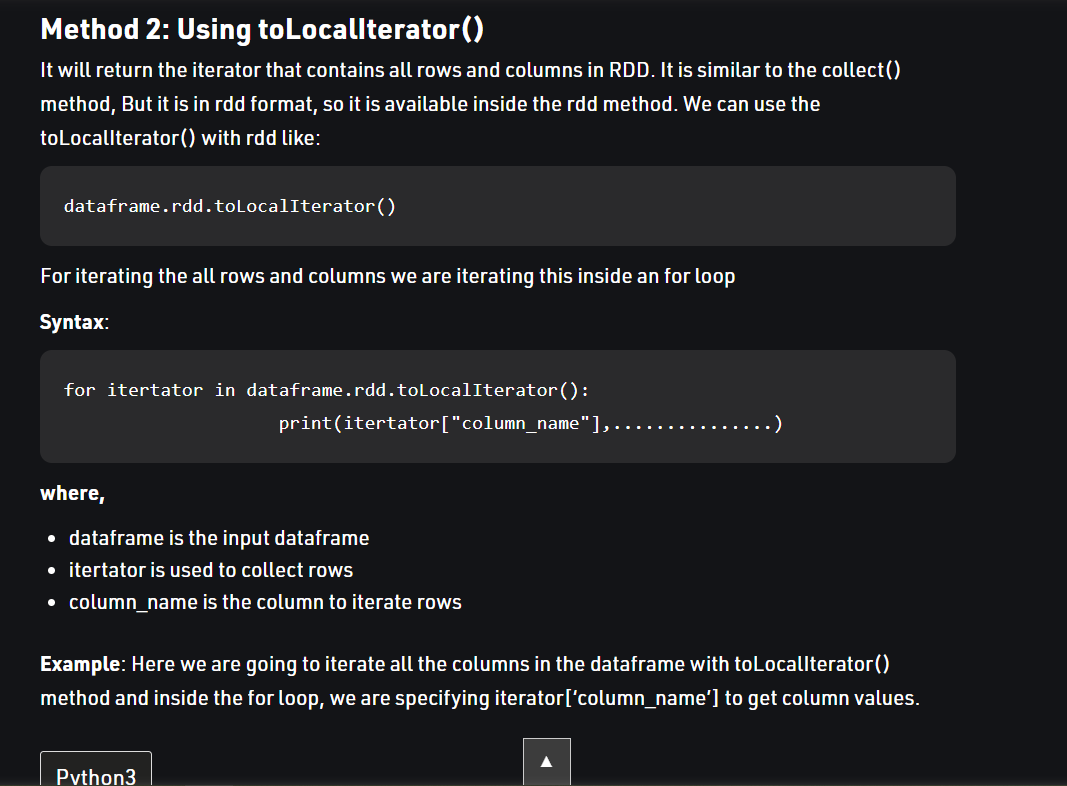 Method 2: Using toLocalIterator()
It will return the iterator that contains all rows and columns in RDD. It is similar to the collect()
method, But it is in rdd format, so it is available inside the rdd method. We can use the
toLocalIterator() with rdd like:
dataframe.rdd.toLocalIterator()
For iterating the all rows and columns we are iterating this inside an for loop
Syntax:
for itertator in dataframe.rdd.toLocalIterator():
print(itertator["column_name"],...............)
where,
• dataframe is the input dataframe
• itertator is used to collect rows
• column_name is the column to iterate rows
Example: Here we are going to iterate all the columns in the dataframe with toLocalIterator()
method and inside the for loop, we are specifying iterator[‘column_name’] to get column values.
Python3